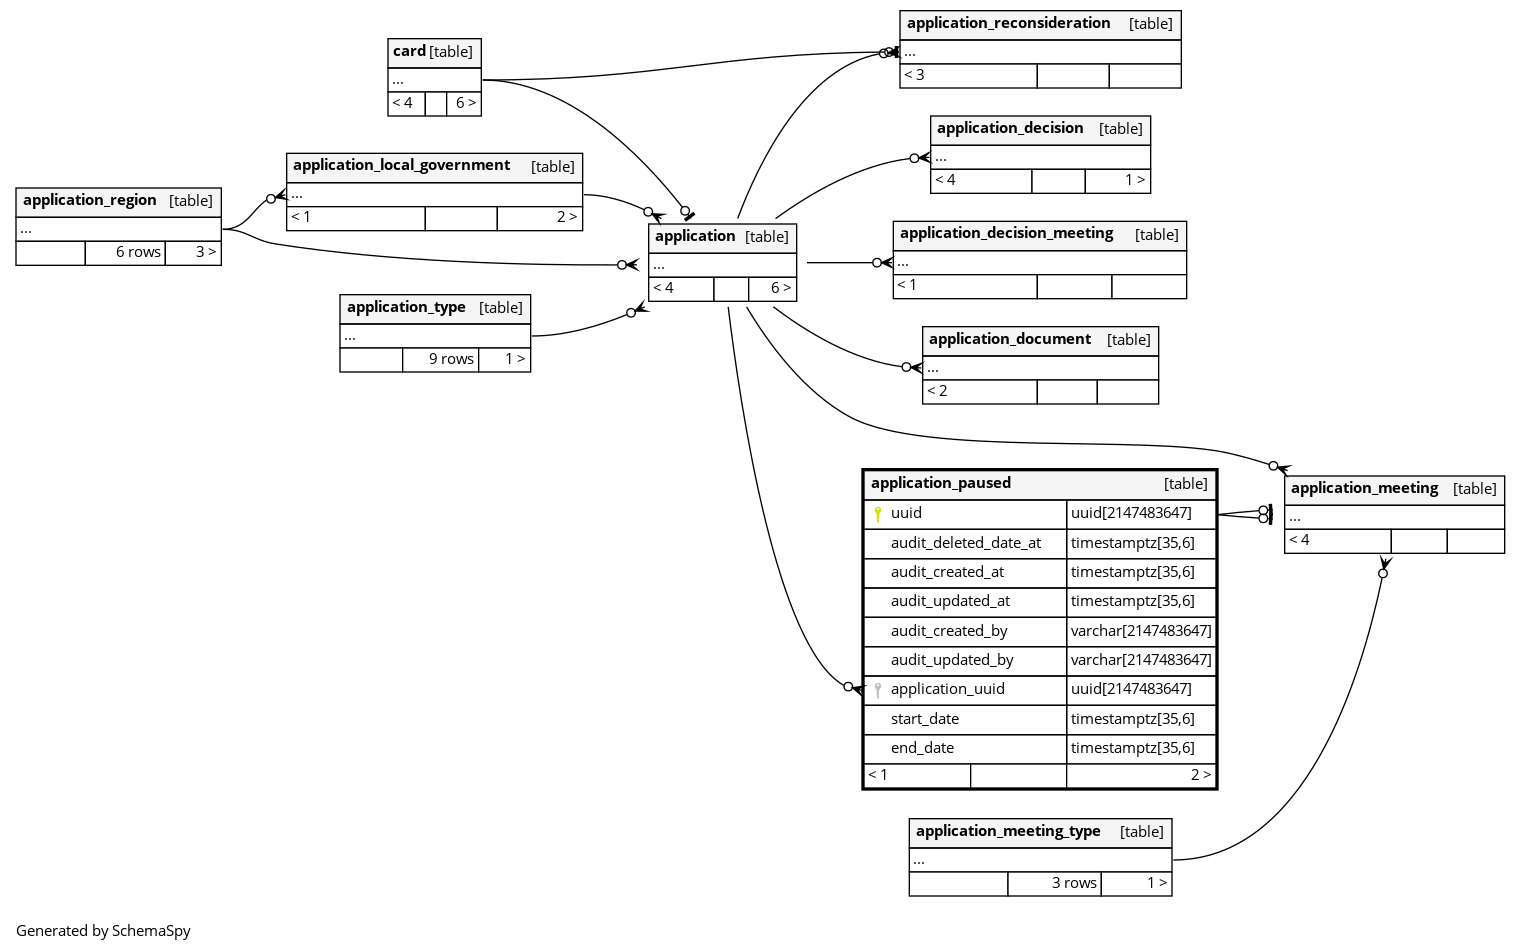 application_reconsideration [table]
...
< 3
card [table]
...
< 4 6 >
application_decision [table]
...
< 4 1 >
application_local_government [table]
...
< 1 2 >
application_region [table]
...
6 rows 3 >
application [table]
...
< 4 6 >
application_decision_meeting [table]
...
< 1
application_type [table]
...
9 rows 1 >
application_document [table]
...
< 2
application_paused [table]
uuid uuid[2147483647]
audit_deleted_date_at timestamptz[35,6]
audit_created_at timestamptz[35,6]
audit_updated_at timestamptz[35,6]
audit_created_by varchar[2147483647]
audit_updated_by varchar[2147483647]
application_uuid uuid[2147483647]
start_date timestamptz[35,6]
end_date timestamptz[35,6]
< 1 2 >
application_meeting [table]
...
< 4
application_meeting_type [table]
...
3 rows 1 >
Generated by SchemaSpy